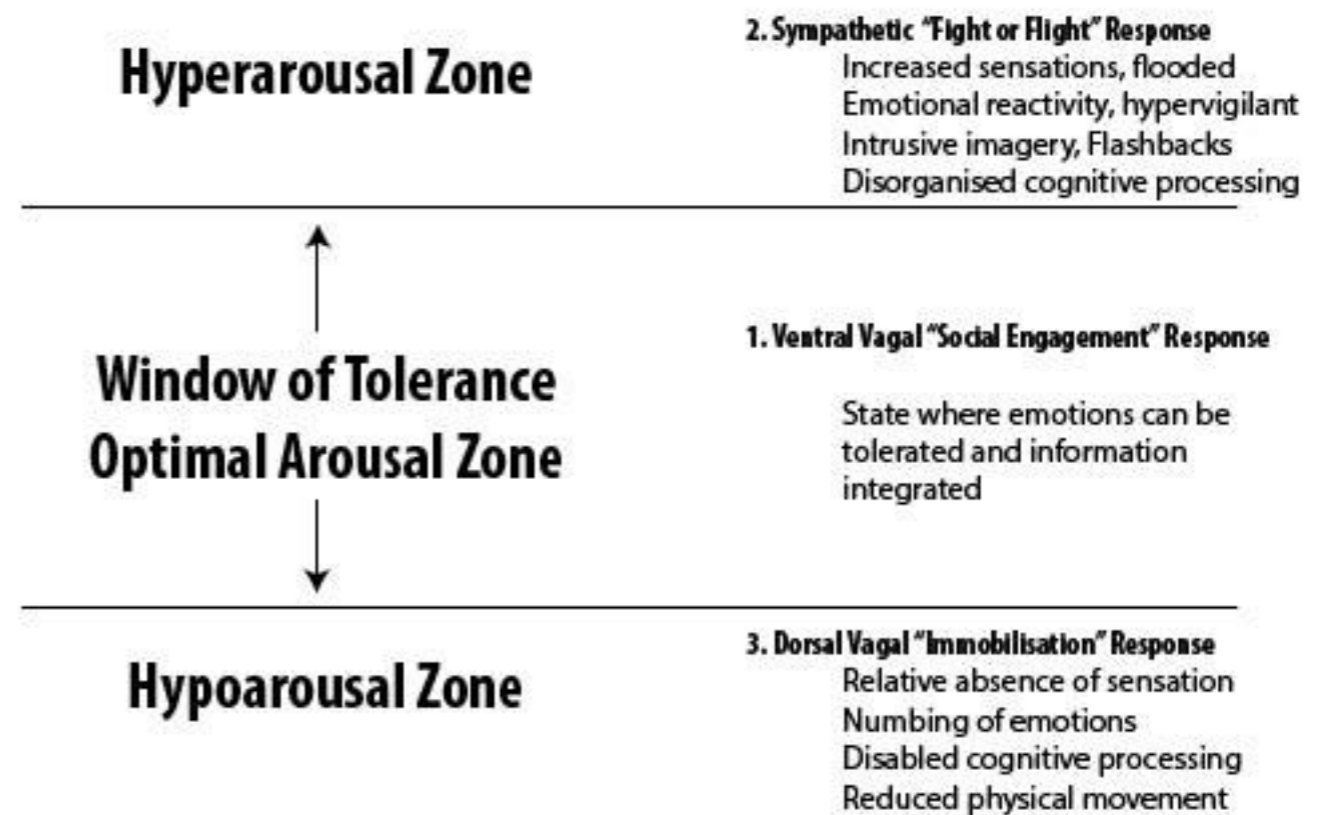 Hyperarousal Zone
2. Sympathetic “Fight or Flight” Response
Increased sensations, flooded
Emotional reactivity, hypervigilant
Intrusive imagery, Flashbacks
Disorganised cognitive processing
Window of Tolerance
Optimal Arousal Zone
1. Ventral Vagal “Social Engagement” Response
State where emotions can be
tolerated and information
integrated
Hypoarousal Zone
3. Dorsal Vagal “Immobilisation” Response
Relative absence of sensation
Numbing of emotions
Disabled cognitive processing
Reduced physical movement